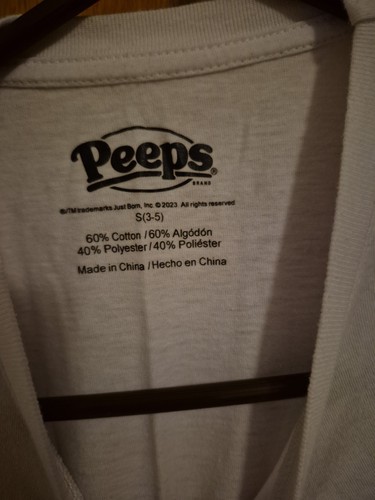 Peeps®
BRAND
®/TM trademarks Just Born, Inc. © 2023. All rights reserved
S(3-5)
60% Cotton / 60% Algodón
40% Polyester / 40% Poliéster
Made in China / Hecho en China